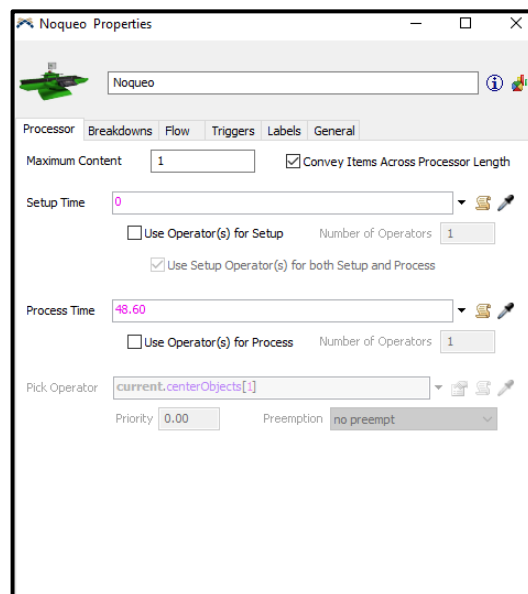 Noqueo Properties
Noqueo
Processor Breakdowns Flow Triggers Labels General
Maximum Content 1 Convey Items Across Processor Length
Setup Time 0
Use Operator(s) for Setup Number of Operators 1
Use Setup Operator(s) for both Setup and Process
Process Time 48.60
Use Operator(s) for Process Number of Operators 1
Pick Operator current.centerObjects[1]
Priority 0.00 Preemption no preempt